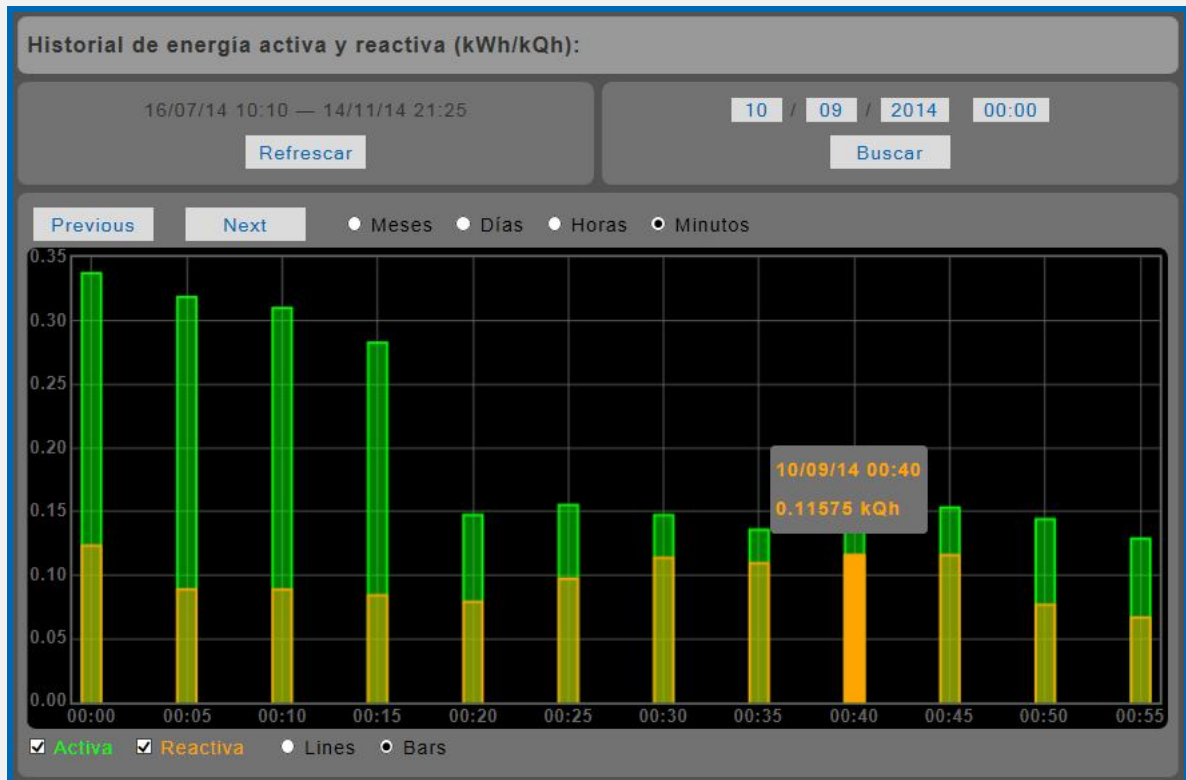 Historial de energía activa y reactiva (kWh/kQh):
16/07/14 10:10 — 14/11/14 21:25
Refrescar
10 / 09 / 2014 00:00
Buscar
Previous Next Meses Días Horas Minutos
0.35
0.30
0.25
0.20
0.15
0.10
0.05
0.00
10/09/14 00:40
0.11575 kQh
00:00 00:05 00:10 00:15 00:20 00:25 00:30 00:35 00:40 00:45 00:50 00:55
Activa Reactiva Lines Bars